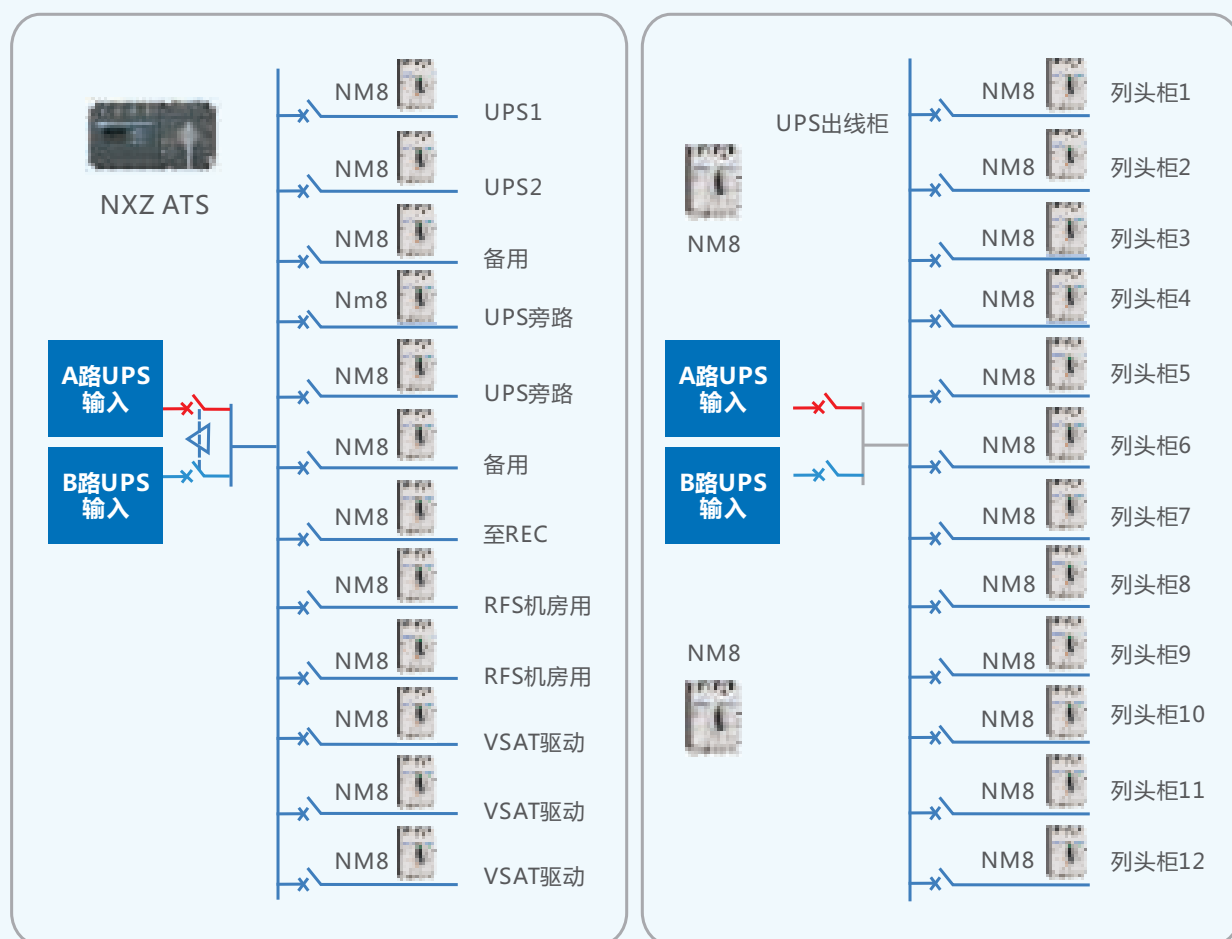 NM8
UPS1
NXZ ATS
NM8
UPS2
NM8
备用
Nm8
UPS旁路
A路UPS
输入
NM8
UPS旁路
B路UPS
输入
NM8
备用
NM8
至REC
NM8
RFS机房用
NM8
RFS机房用
NM8
VSAT驱动
NM8
VSAT驱动
NM8
VSAT驱动
UPS出线柜
NM8
列头柜1
NM8
NM8
列头柜2
NM8
列头柜3
NM8
列头柜4
A路UPS
输入
NM8
列头柜5
B路UPS
输入
NM8
列头柜6
NM8
列头柜7
NM8
列头柜8
NM8
NM8
列头柜9
NM8
列头柜10
NM8
列头柜11
NM8
列头柜12